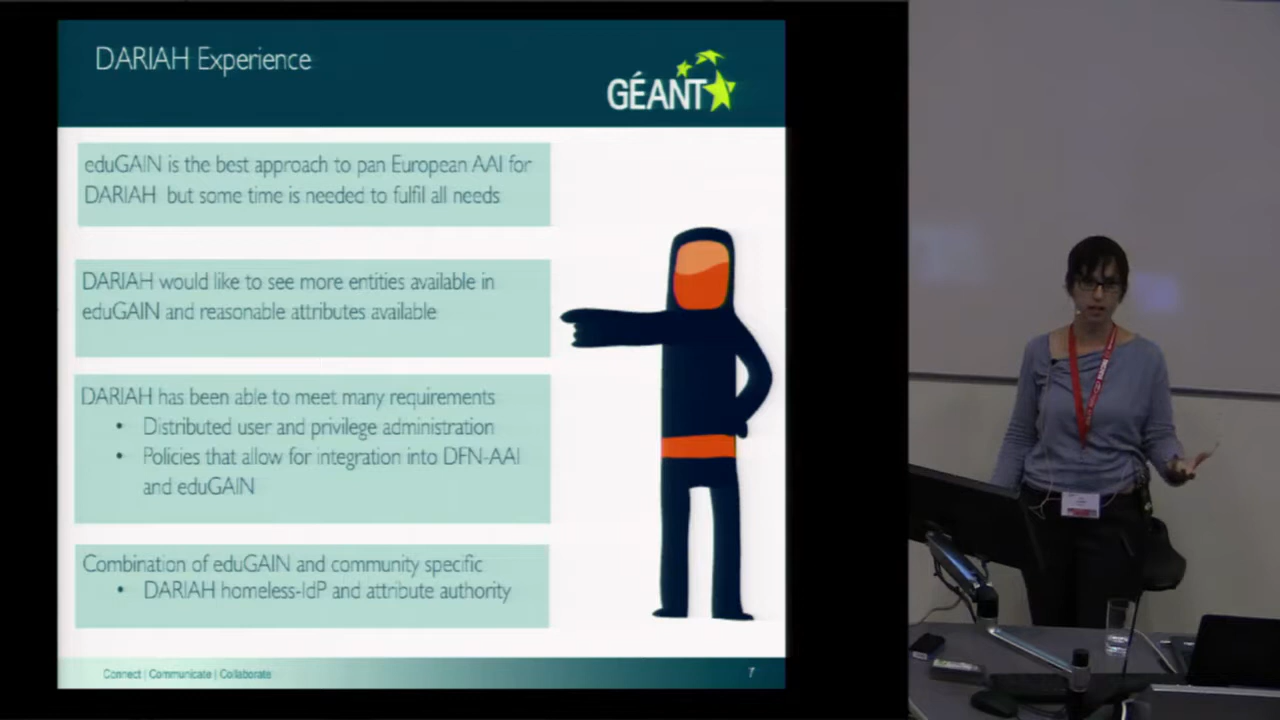 DARIAH Experience
GÉANT
eduGAIN is the best approach to pan European AAI for
DARIAH but some time is needed to fulfil all needs
DARIAH would like to see more entities available in
eduGAIN and reasonable attributes available
DARIAH has been able to meet many requirements
• Distributed user and privilege administration
• Policies that allow for integration into DFN-AAI
and eduGAIN
Combination of eduGAIN and community specific
• DARIAH homeless-IdP and attribute authority
Connect | Communicate | Collaborate
7